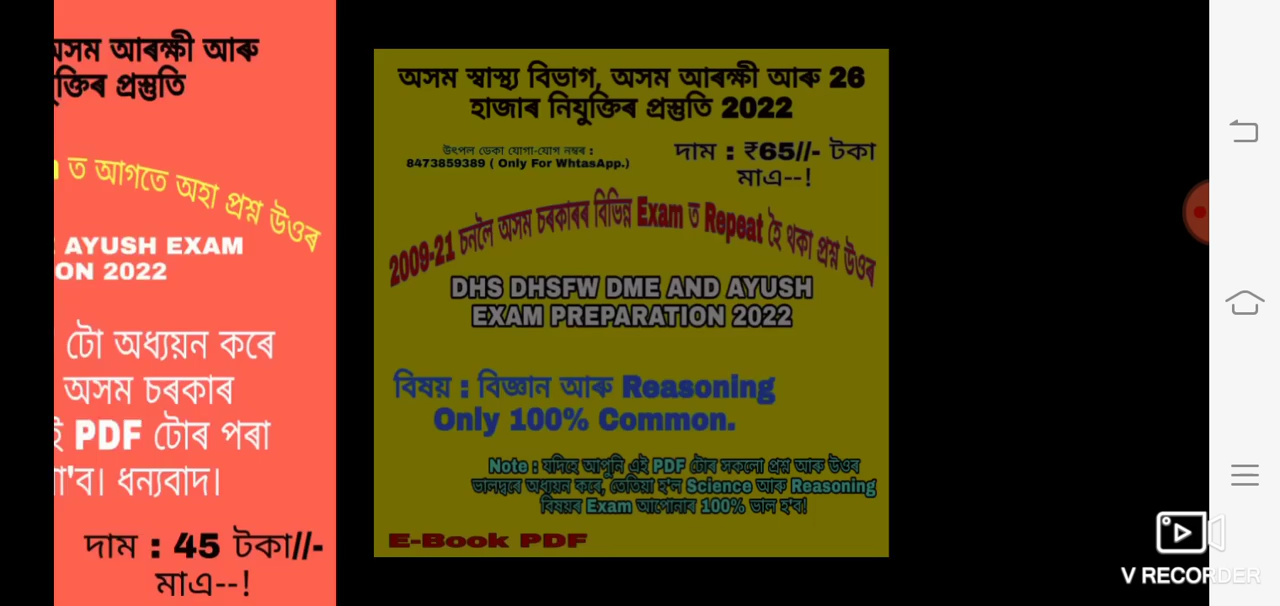 অসম আৰক্ষী আৰু
ক্তিৰ প্ৰস্তুতি
ত আগতে অহা প্ৰশ্ন উওৰ
AYUSH EXAM
ON 2022
টো অধ্যয়ন কৰে
অসম চৰকাৰ
ই PDF টোৰ পৰা
া'ব। ধন্যবাদ।
দাম : 45 টকা//-
মাএ--!
অসম স্বাস্থ্য বিভাগ, অসম আৰক্ষী আৰু 26
হাজাৰ নিযুক্তিৰ প্ৰস্তুতি 2022
উৎপল ডেকা যোগা-যোগ নম্বৰ :
8473859389 ( Only For WhtasApp.)
দাম : ₹65//- টকা
মাএ--!
2009-21 চনলৈ অসম চৰকাৰৰ বিভিন্ন Exam ত Repeat হৈ থকা প্ৰশ্ন উওৰ
DHS DHSFW DME AND AYUSH
EXAM PREPARATION 2022
বিষয় : বিজ্ঞান আৰু Reasoning
Only 100% Common.
Note : যদিহে আপুনি এই PDF টোৰ সকলো প্ৰশ্ন আৰু উওৰ
ভালদ্বৰে অধ্যয়ন কৰে, তেতিয়া হ'ল Science আৰু Reasoning
বিষয়ৰ Exam আপোনাৰ 100% ভাল হ'ব!
E-Book PDF
V RECORDER